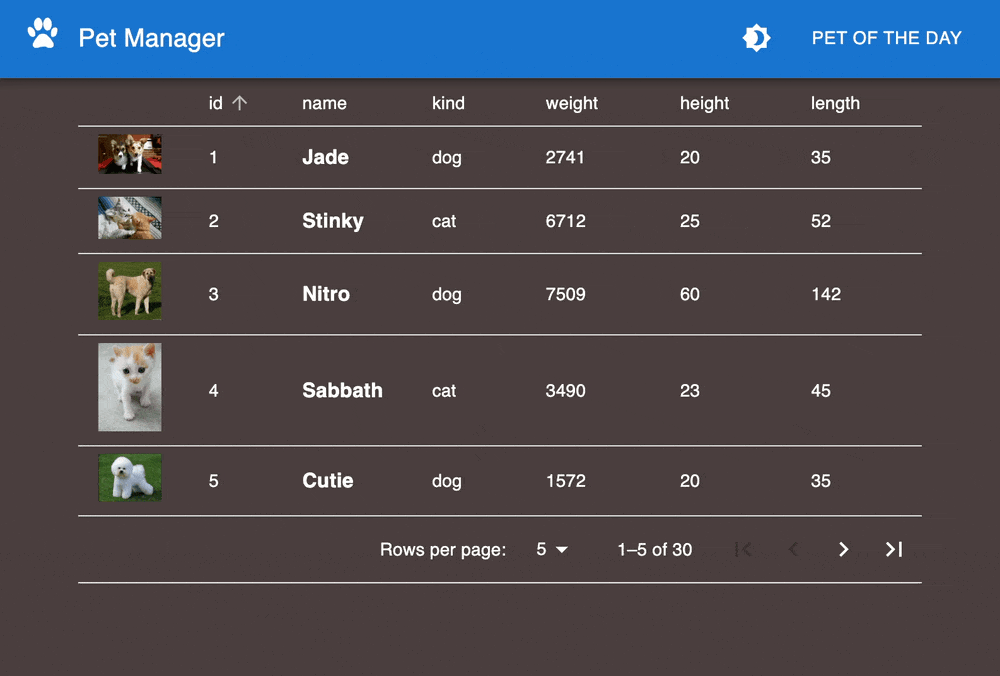 Pet Manager PET OF THE DAY
id name kind weight height length
1 Jade dog 2741 20 35
2 Stinky cat 6712 25 52
3 Nitro dog 7509 60 142
4 Sabbath cat 3490 23 45
5 Cutie dog 1572 20 35
Rows per page: 5 1–5 of 30